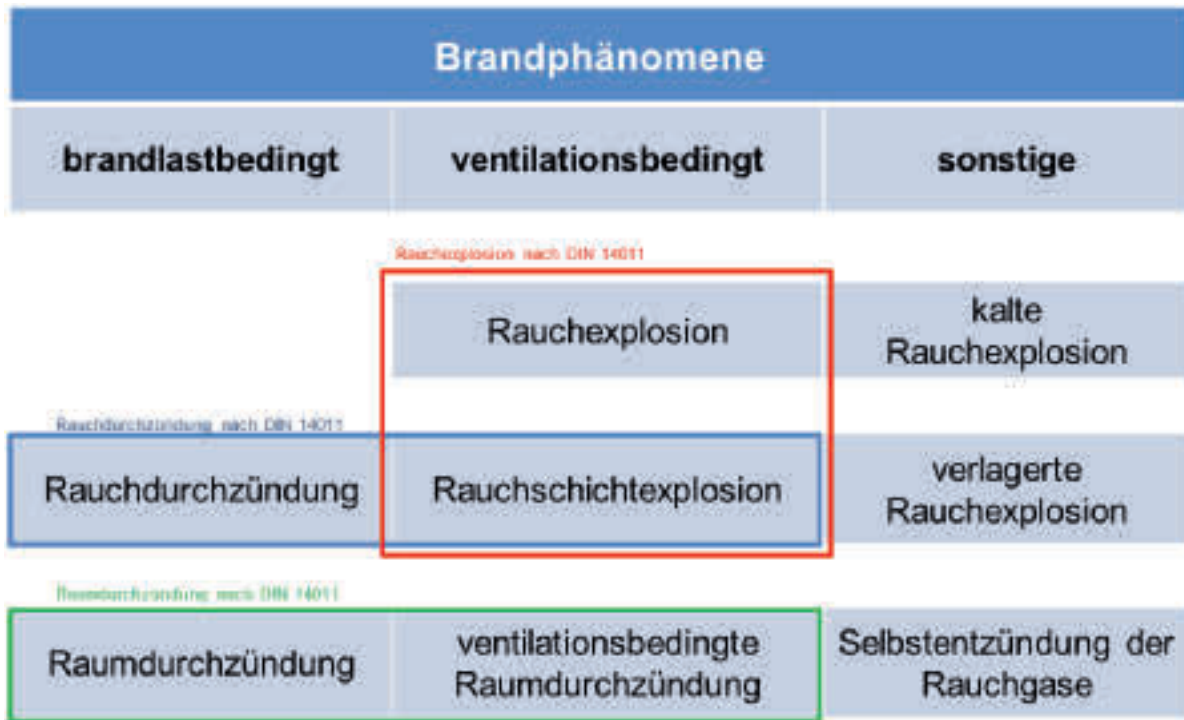 Brandphänomene
brandlastbedingt ventilationsbedingt sonstige
Rauchexplosion nach DIN 14011
Rauchexplosion
kalte
Rauchexplosion
Rauchdurchzündung nach DIN 14011
Rauchdurchzündung
Rauchschichtexplosion
verlagerte
Rauchexplosion
Raumdurchzündung nach DIN 14011
Raumdurchzündung
ventilationsbedingte
Raumdurchzündung
Selbstentzündung der
Rauchgase